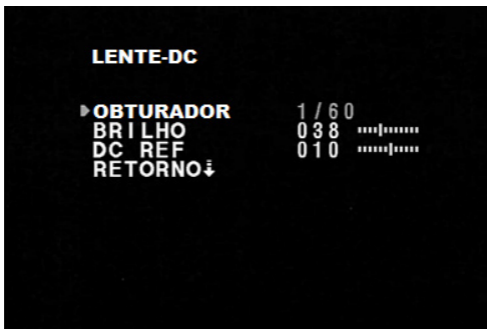 LENTE-DC
OBTURADOR 1/60
BRILHO 038
DC REF 010
RETORNO